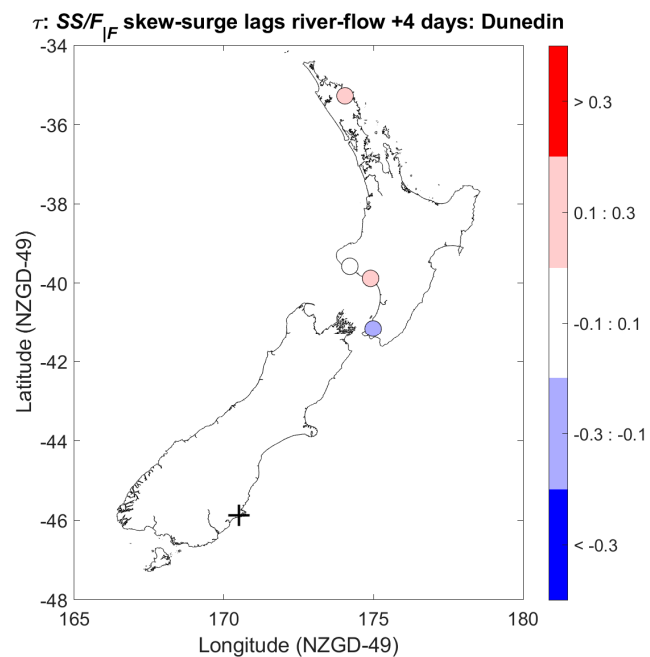 τ: SS/F|F skew-surge lags river-flow +4 days: Dunedin
-34
-36
-38
-40
-42
-44
-46
-48
165
170
175
180
Latitude (NZGD-49)
Longitude (NZGD-49)
> 0.3
0.1 : 0.3
-0.1 : 0.1
-0.3 : -0.1
< -0.3